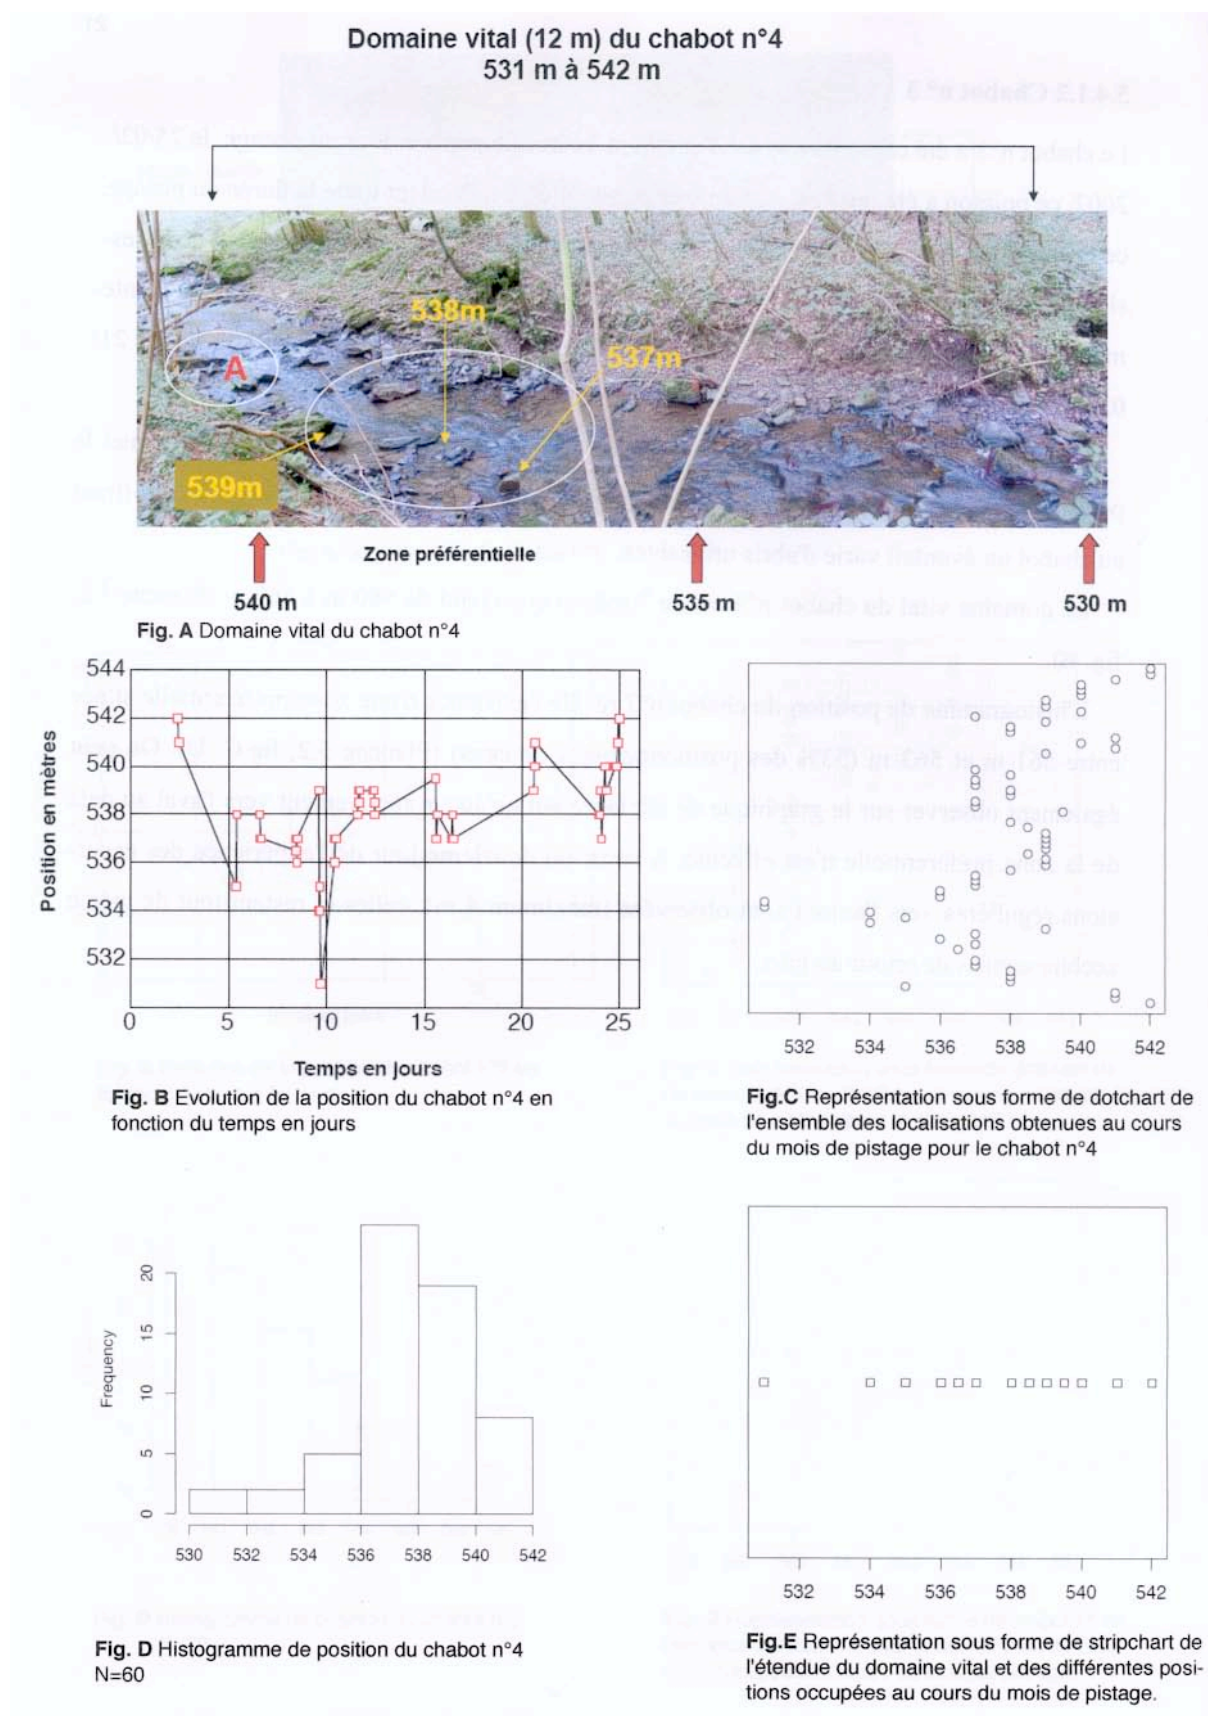 Domaine vital (12 m) du chabot n°4
531 m à 542 m
538m
537m
A
539m
Zone préférentielle
540 m
535 m
530 m
Fig. A Domaine vital du chabot n°4
544
542
540
538
536
534
532
0
5
10
15
20
25
Position en mètres
Temps en jours
Fig. B Evolution de la position du chabot n°4 en
fonction du temps en jours
532
534
536
538
540
542
Fig.C Représentation sous forme de dotchart de
l'ensemble des localisations obtenues au cours
du mois de pistage pour le chabot n°4
Frequency
20
15
10
5
0
530
532
534
536
538
540
542
Fig. D Histogramme de position du chabot n°4
N=60
532
534
536
538
540
542
Fig.E Représentation sous forme de stripchart de
l'étendue du domaine vital et des différentes posi-
tions occupées au cours du mois de pistage.